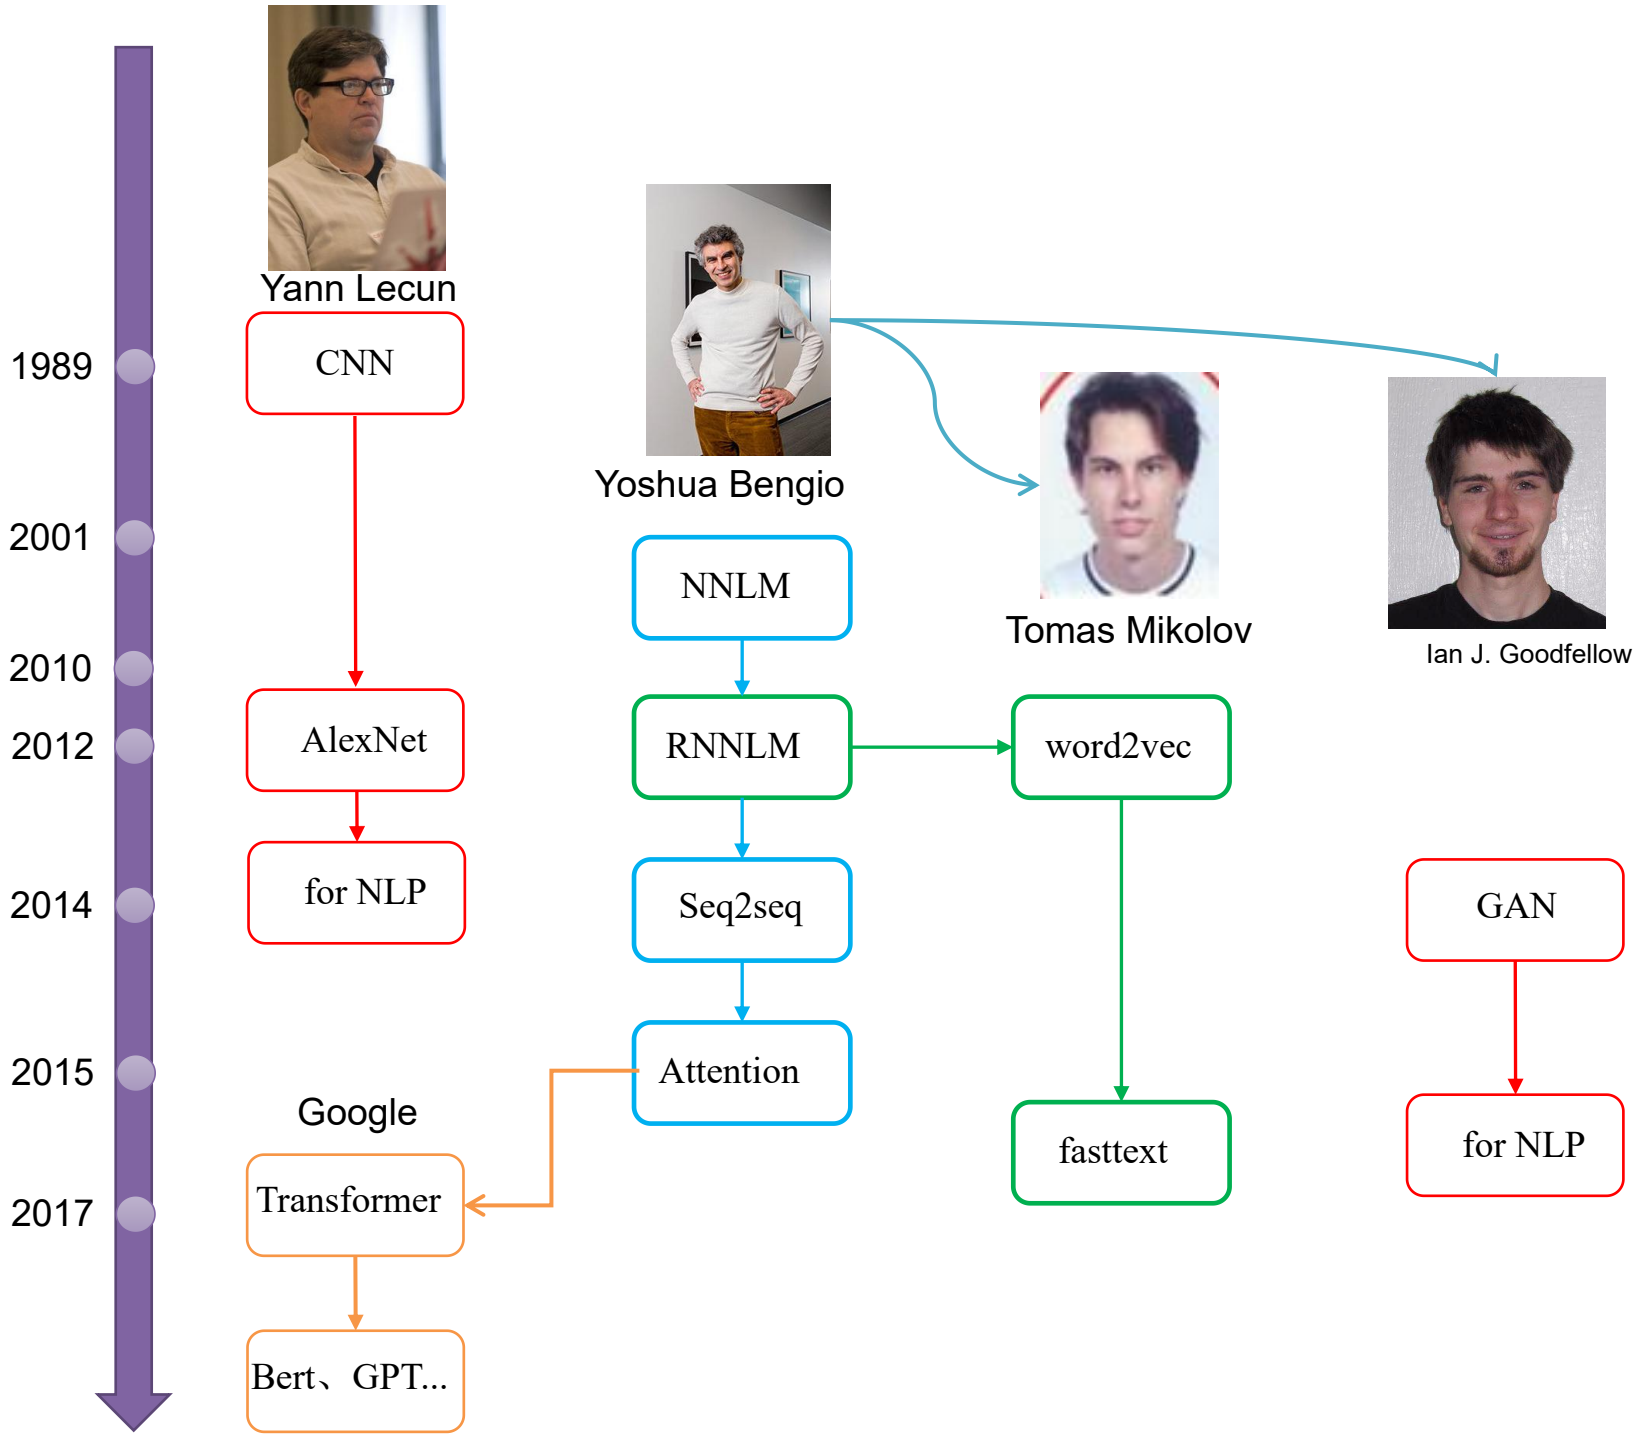 Yann Lecun
1989
CNN
Yoshua Bengio
2001
NNLM
Tomas Mikolov
Ian J. Goodfellow
2010
2012
AlexNet
RNNLM
word2vec
for NLP
2014
Seq2seq
GAN
2015
Attention
Google
fasttext
for NLP
Transformer
2017
Bert、GPT...